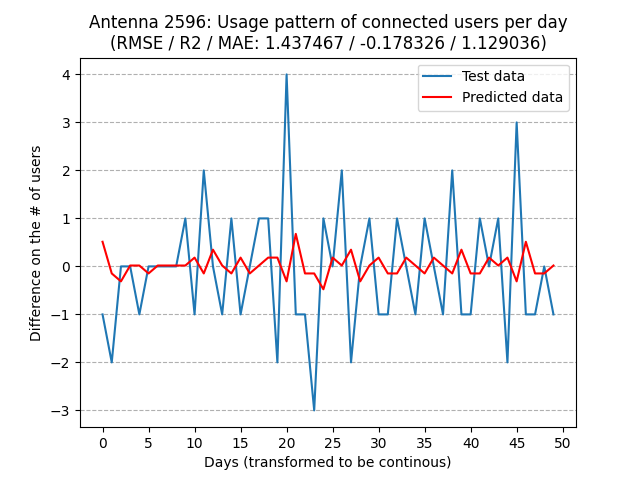 Antenna 2596: Usage pattern of connected users per day
(RMSE / R2 / MAE: 1.437467 / -0.178326 / 1.129036)
Test data
Predicted data
Difference on the # of users
4
3
2
1
0
−1
−2
−3
0 5 10 15 20 25 30 35 40 45 50
Days (transformed to be continous)